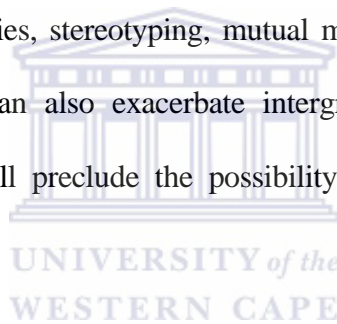 ies, stereotyping, mutual m
an also exacerbate intergr
ll preclude the possibility
UNIVERSITY of the
WESTERN CAPE